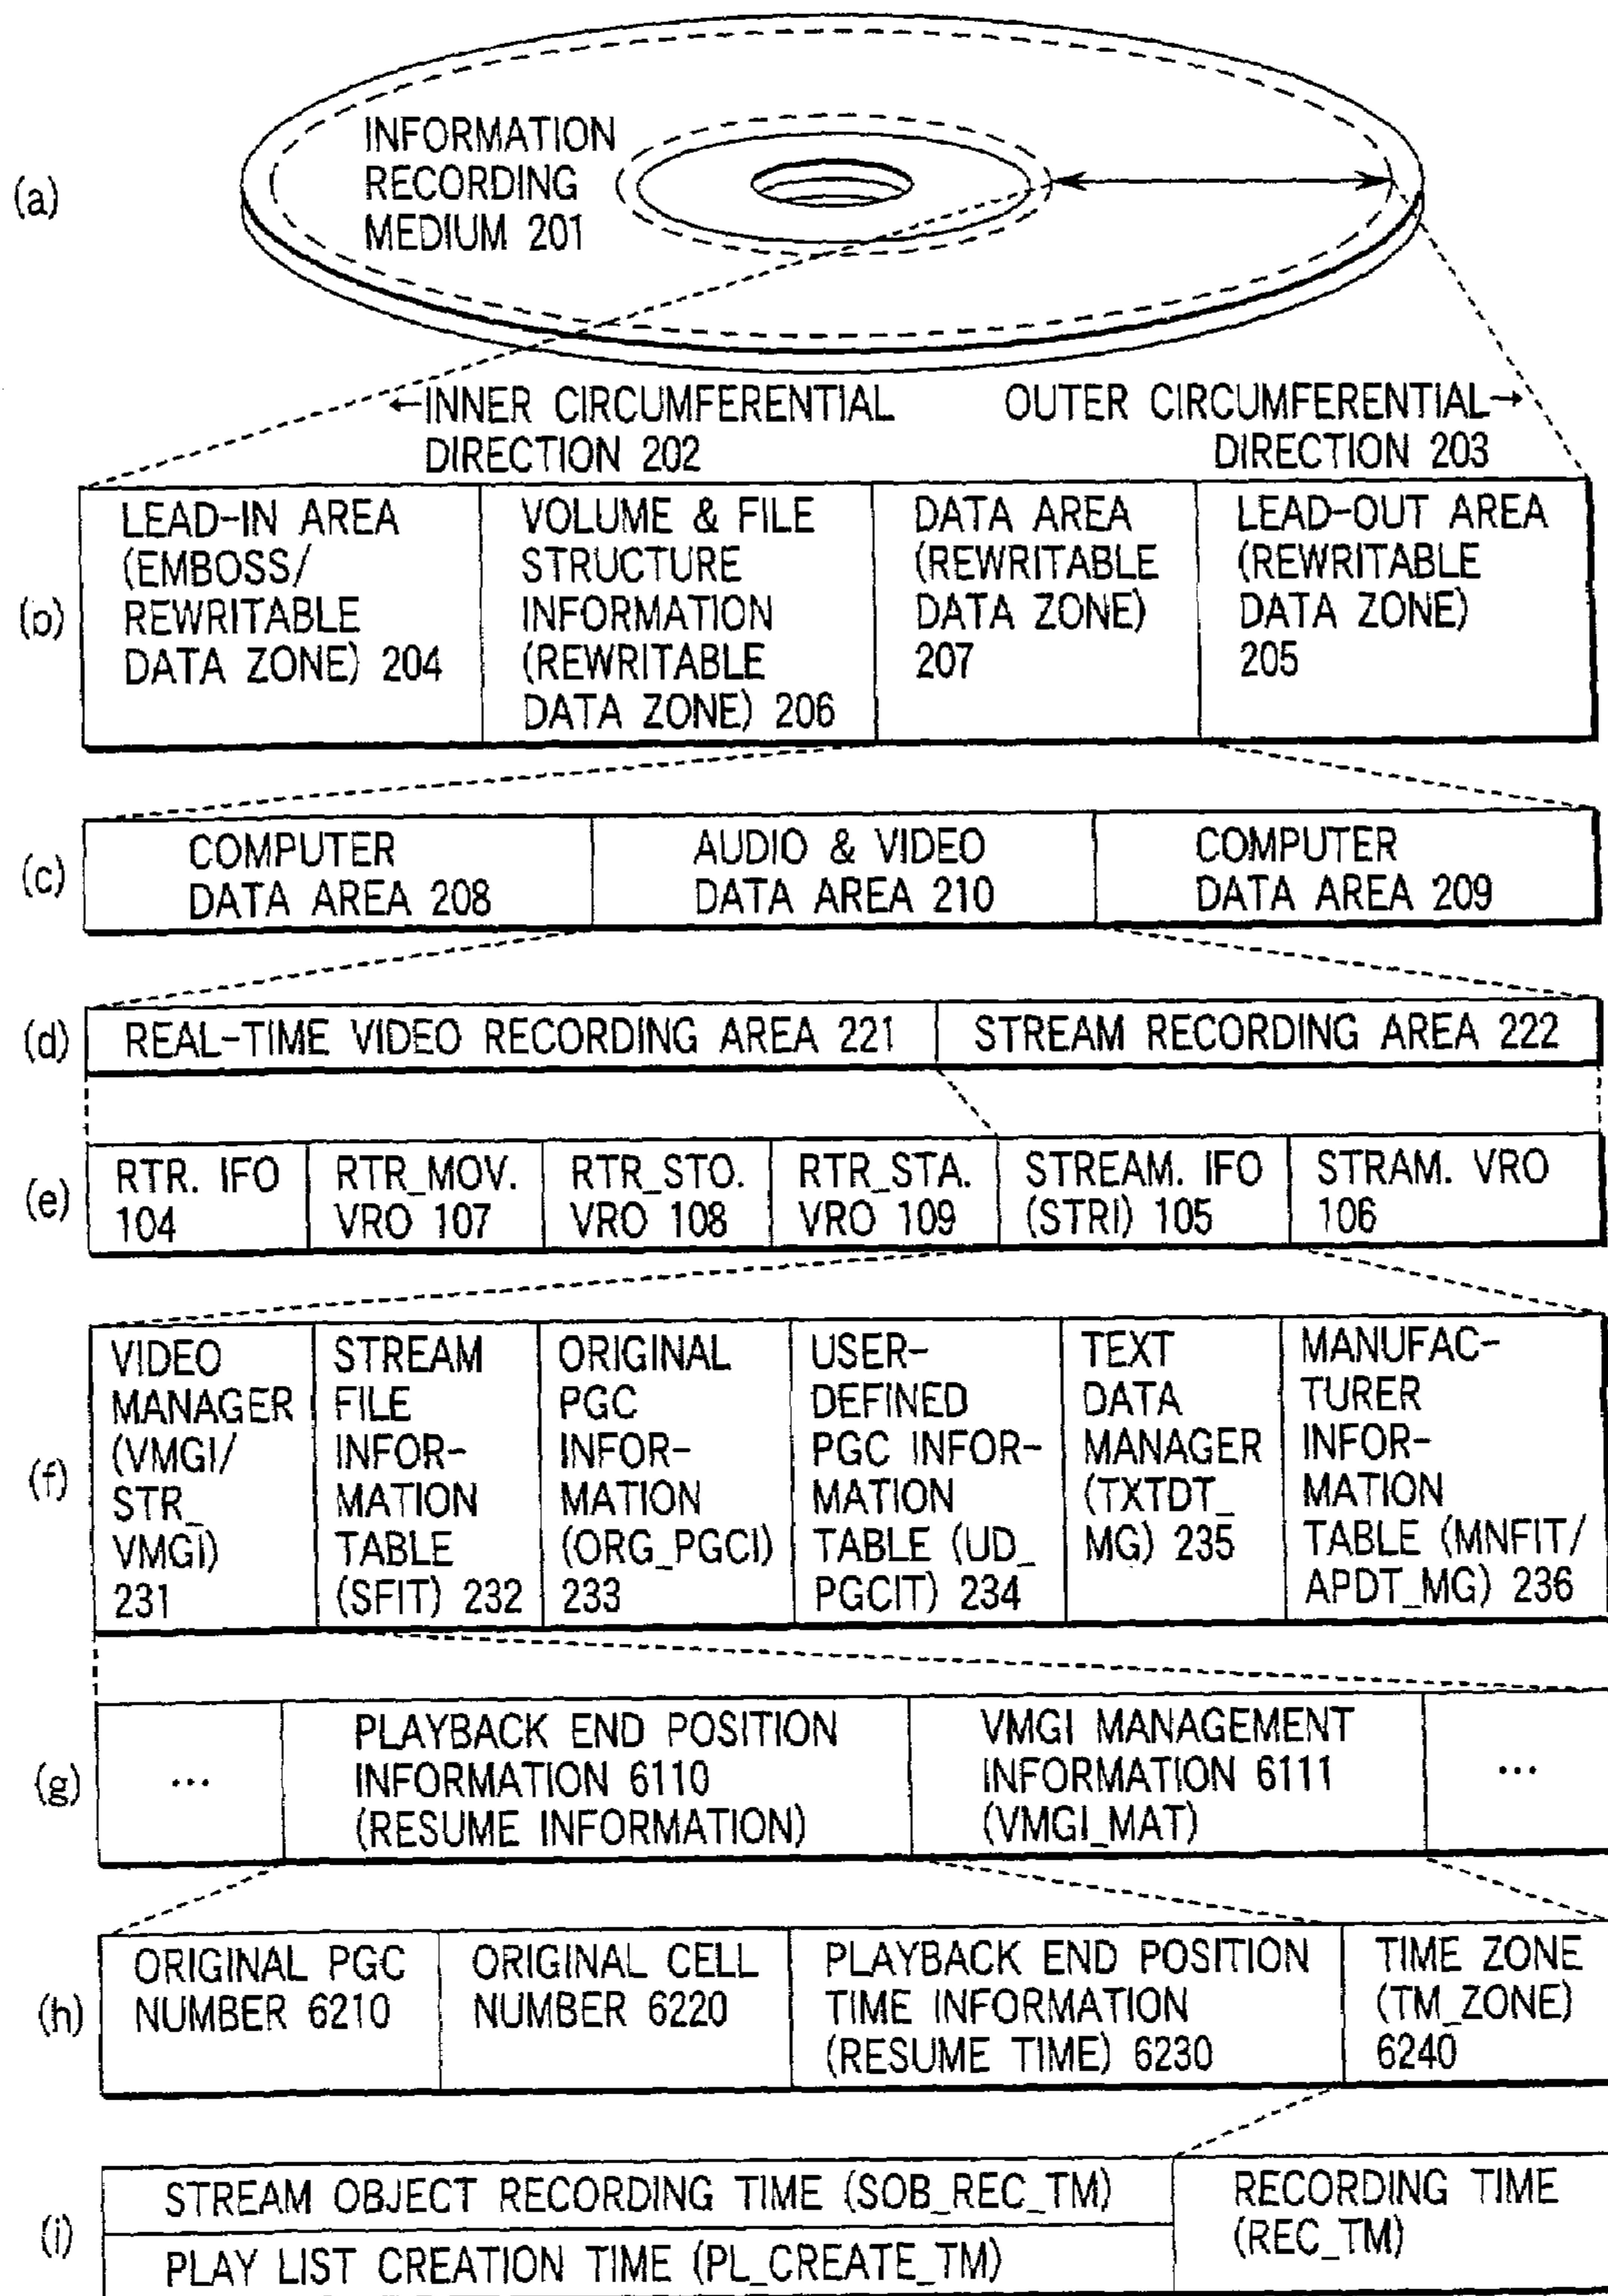 (a)
INFORMATION
RECORDING
MEDIUM 201
←INNER CIRCUMFERENTIAL
DIRECTION 202
OUTER CIRCUMFERENTIAL→
DIRECTION 203
(b)
LEAD-IN AREA
(EMBOSS/
REWRITABLE
DATA ZONE) 204
VOLUME & FILE
STRUCTURE
INFORMATION
(REWRITABLE
DATA ZONE) 206
DATA AREA
(REWRITABLE
DATA ZONE)
207
LEAD-OUT AREA
(REWRITABLE
DATA ZONE)
205
(c)
COMPUTER
DATA AREA 208
AUDIO & VIDEO
DATA AREA 210
COMPUTER
DATA AREA 209
(d)
REAL-TIME VIDEO RECORDING AREA 221
STREAM RECORDING AREA 222
(e)
RTR. IFO
104
RTR_MOV.
VRO 107
RTR_STO.
VRO 108
RTR_STA.
VRO 109
STREAM. IFO
(STRI) 105
STRAM. VRO
106
(f)
VIDEO
MANAGER
(VMGI/
STR_
VMGI)
231
STREAM
FILE
INFOR-
MATION
TABLE
(SFIT) 232
ORIGINAL
PGC
INFOR-
MATION
(ORG_PGCI)
233
USER-
DEFINED
PGC INFOR-
MATION
TABLE (UD_
PGCIT) 234
TEXT
DATA
MANAGER
(TXTDT_
MG) 235
MANUFAC-
TURER
INFOR-
MATION
TABLE (MNFIT/
APDT_MG) 236
(g)
...
PLAYBACK END POSITION
INFORMATION 6110
(RESUME INFORMATION)
VMGI MANAGEMENT
INFORMATION 6111
(VMGI_MAT)
...
(h)
ORIGINAL PGC
NUMBER 6210
ORIGINAL CELL
NUMBER 6220
PLAYBACK END POSITION
TIME INFORMATION
(RESUME TIME) 6230
TIME ZONE
(TM_ZONE)
6240
(i)
STREAM OBJECT RECORDING TIME (SOB_REC_TM)
PLAY LIST CREATION TIME (PL_CREATE_TM)
RECORDING TIME
(REC_TM)